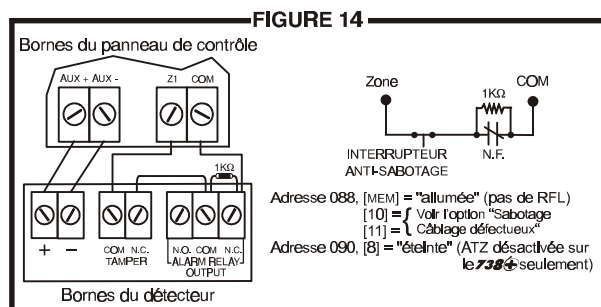 FIGURE 14
Bornes du panneau de contrôle
AUX + AUX -
Z1 COM
1KΩ
+ -
COM N.C.
TAMPER
N.O. COM N.C.
ALARM RELAY
OUTPUT
Bornes du détecteur
Zone
COM
1KΩ
INTERRUPTEUR
ANTI-SABOTAGE
N.F.
Adresse 088, [MEM] = "allumée" (pas de RFL)
[10] = { Voir l'option "Sabotage
[11] = Câblage défectueux"
Adresse 090, [8] = "éteinte" (ATZ désactivée sur
le 738+ seulement)